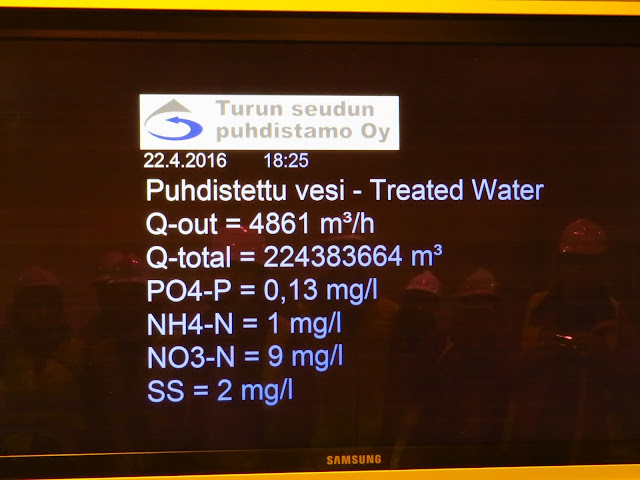 Turun seudun
puhdistamo Oy
22.4.2016 18:25
Puhdistettu vesi - Treated Water
Q-out = 4861 m³/h
Q-total = 224383664 m³
PO4-P = 0,13 mg/l
NH4-N = 1 mg/l
NO3-N = 9 mg/l
SS = 2 mg/l
SAMSUNG